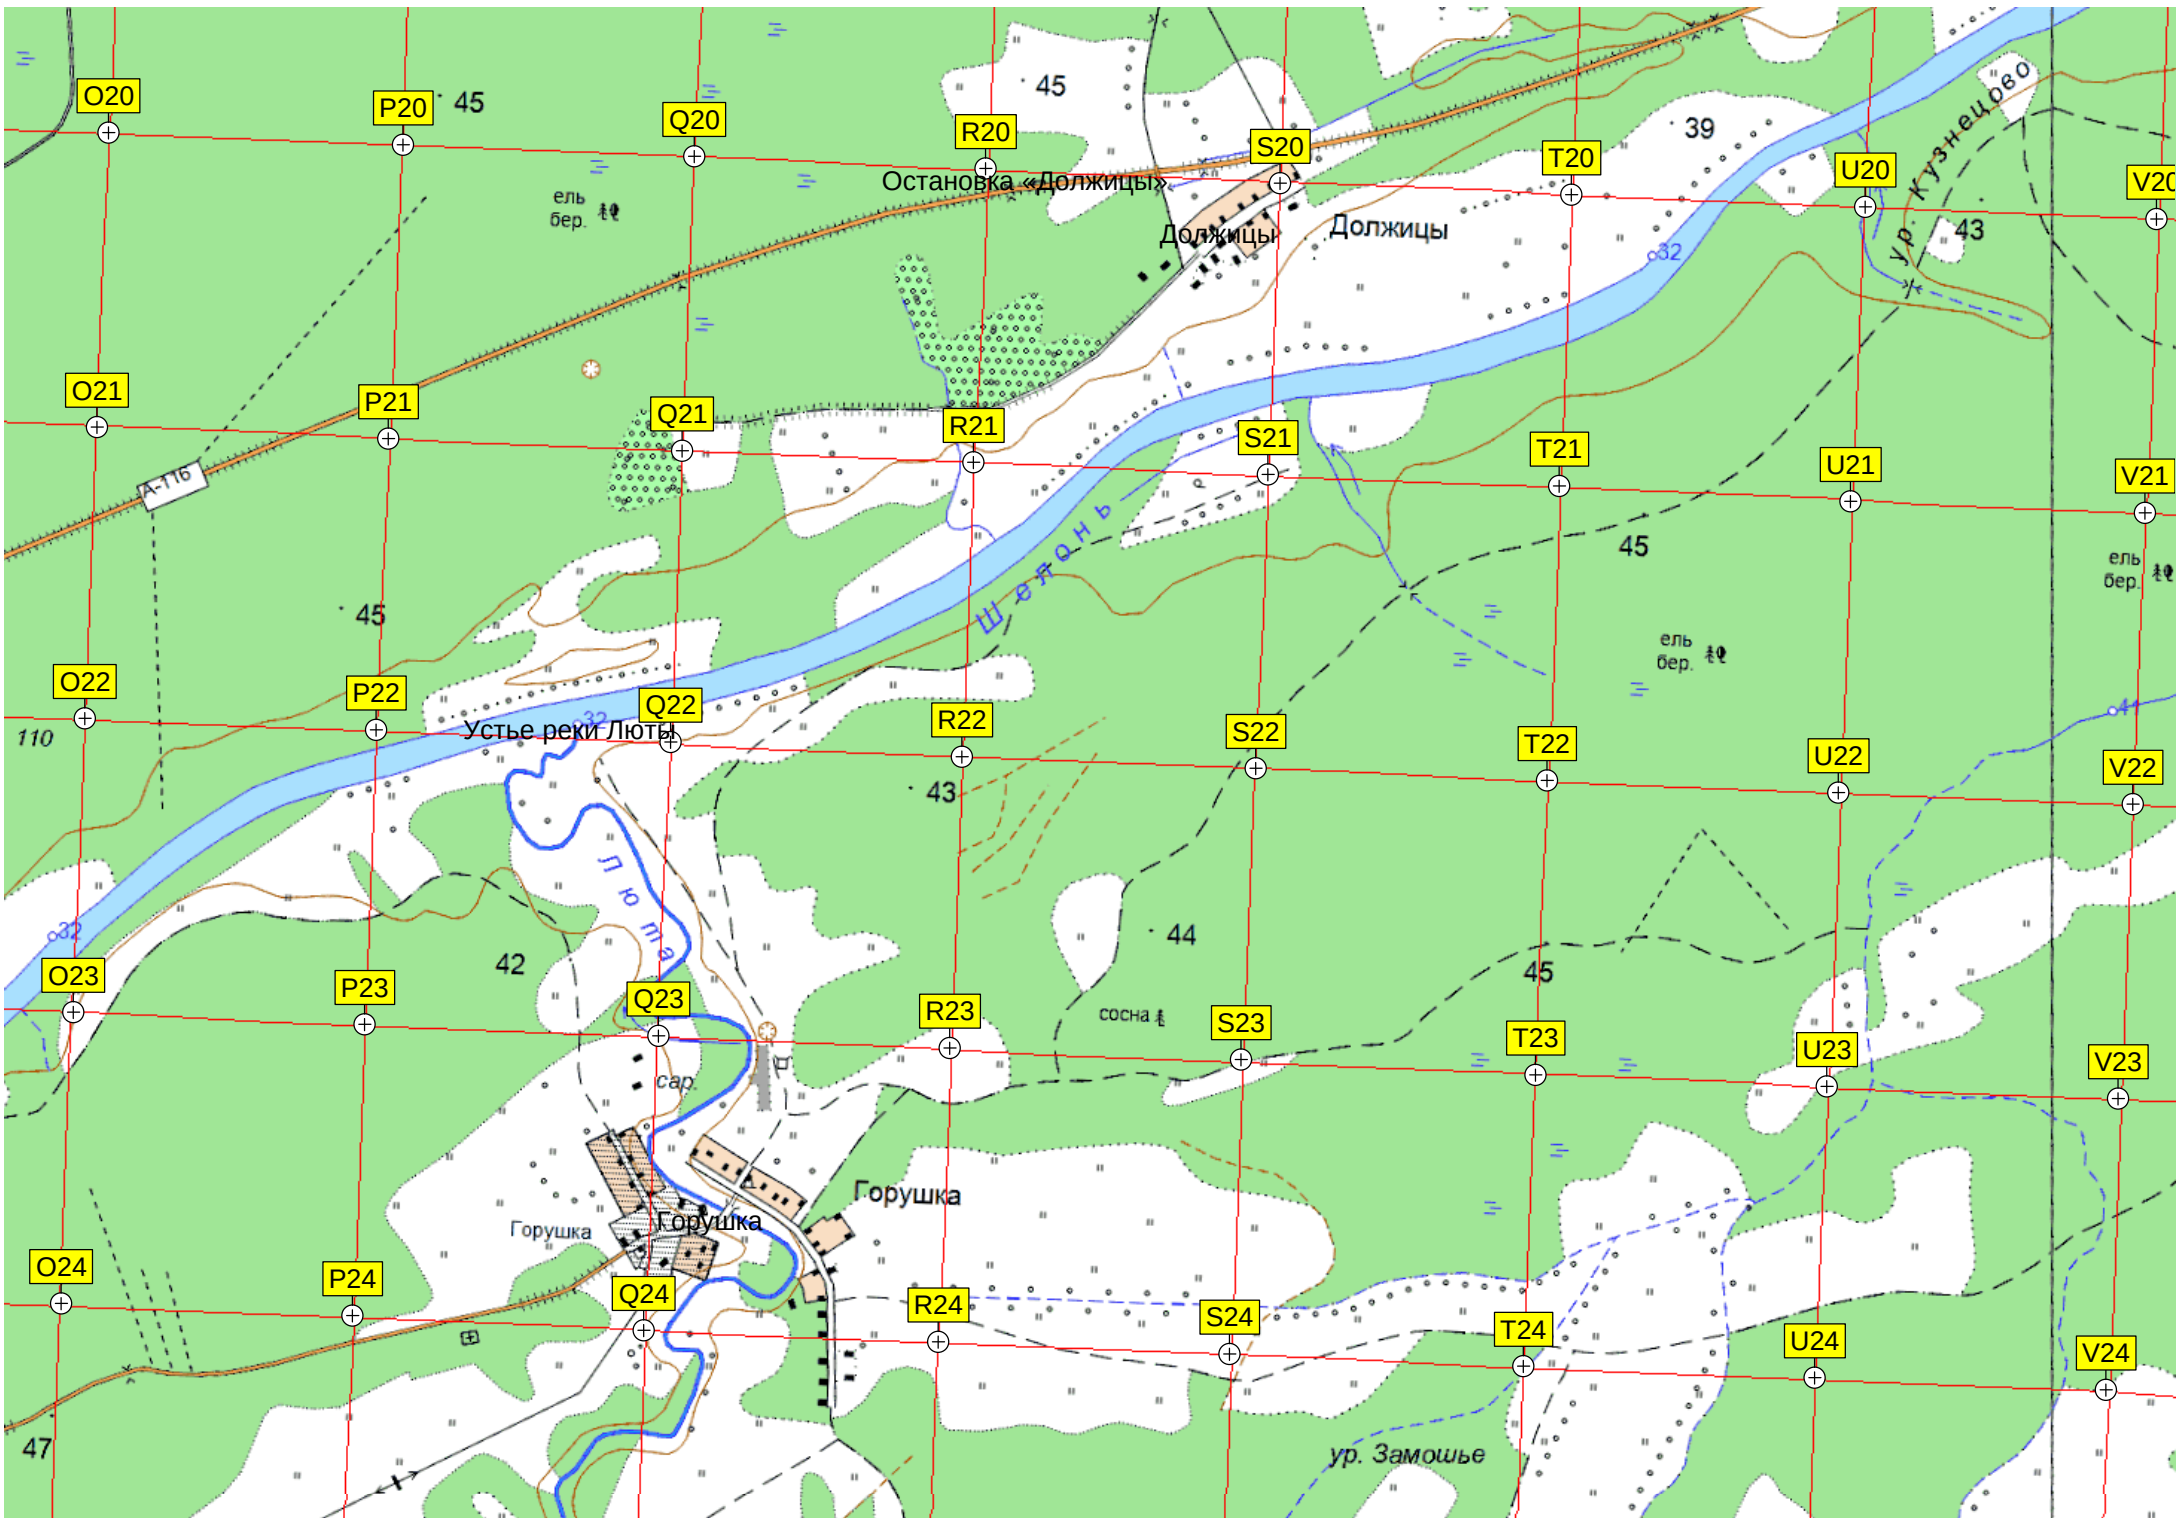 O20
P20
45
Q20
R20
45
S20
T20
39
U20
ур. Кузнецово
V20
ель
бер.
Остановка «Должицы»
Должицы
Должицы
32
43
O21
P21
Q21
R21
S21
T21
U21
V21
А-116
45
Шелонь
45
ель
бер.
ель
бер.
O22
P22
Q22
R22
S22
T22
U22
V22
110
Устье реки Люты
32
43
Люта
32
42
44
45
O23
P23
Q23
R23
сосна
S23
T23
U23
V23
сар.
Горушка
Горушка
Горушка
O24
P24
Q24
R24
S24
T24
U24
V24
47
ур. Замошье